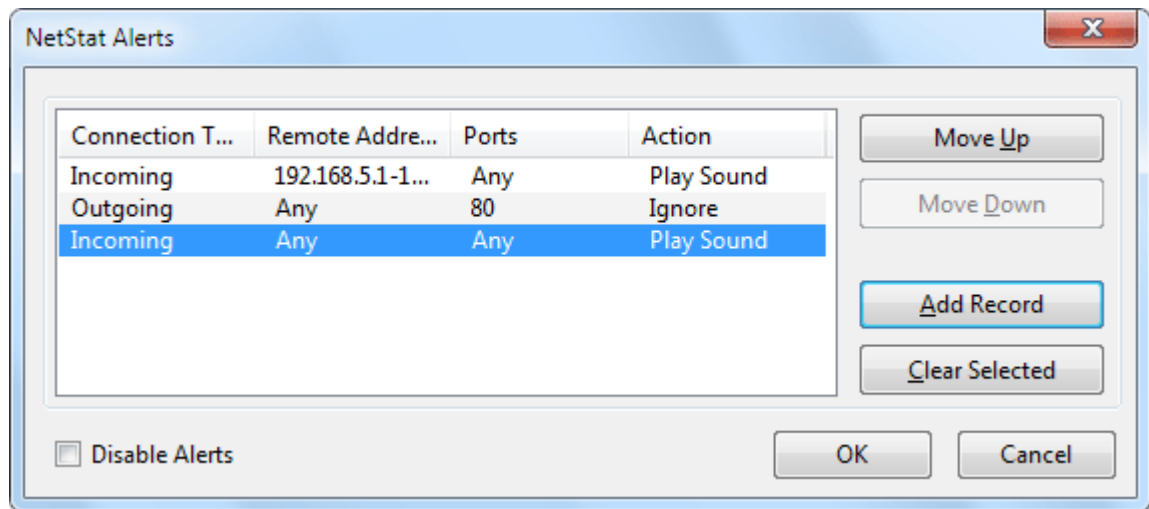 NetStat Alerts
Connection T... Remote Addre... Ports Action
Incoming 192.168.5.1-1... Any Play Sound
Outgoing Any 80 Ignore
Incoming Any Any Play Sound
Move Up
Move Down
Add Record
Clear Selected
Disable Alerts
OK
Cancel